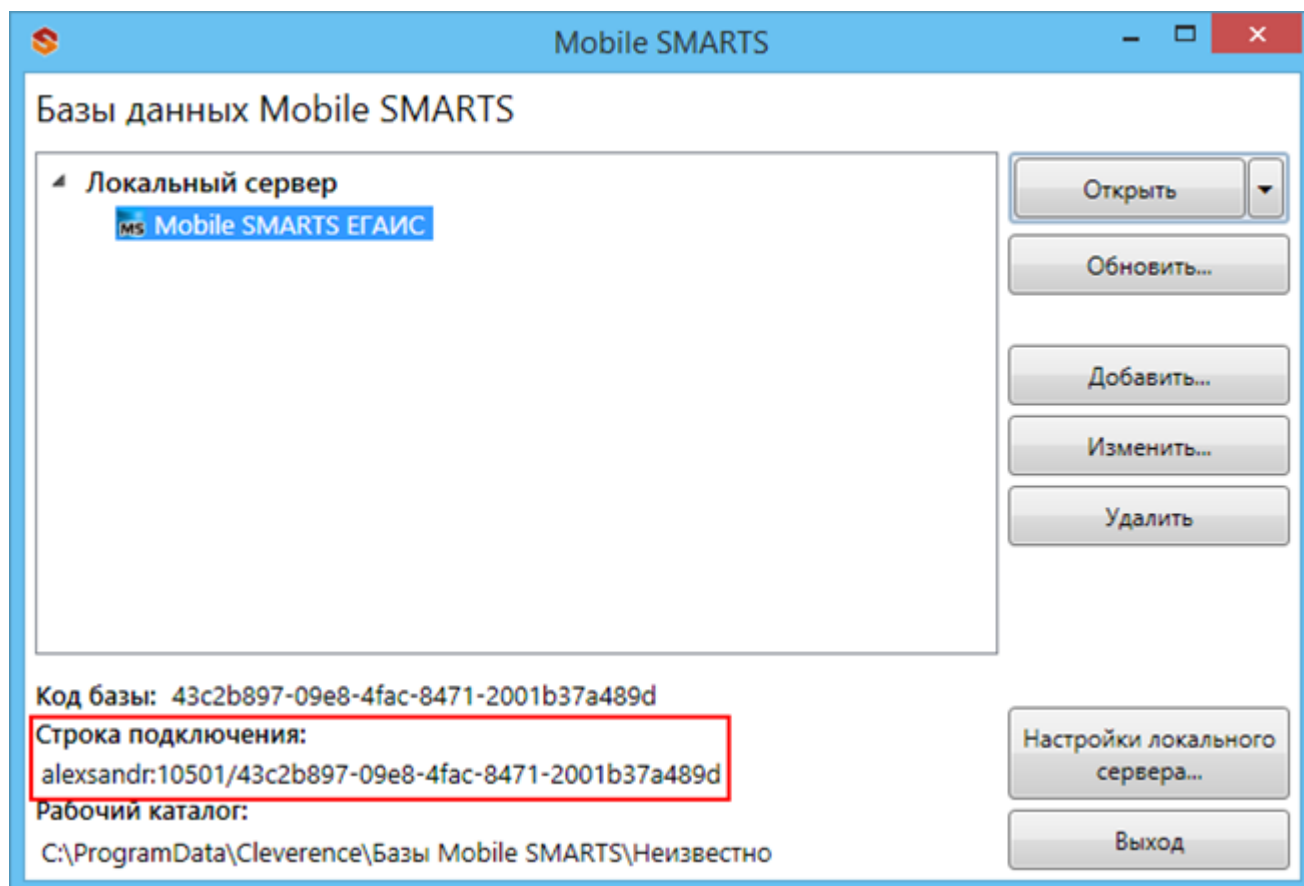 Mobile SMARTS
Базы данных Mobile SMARTS
Локальный сервер
MS Mobile SMARTS ЕГАИС
Открыть
Обновить...
Добавить...
Изменить...
Удалить
Код базы: 43c2b897-09e8-4fac-8471-2001b37a489d
Строка подключения:
alexsandr:10501/43c2b897-09e8-4fac-8471-2001b37a489d
Рабочий каталог:
C:\ProgramData\Cleverence\Базы Mobile SMARTS\Неизвестно
Настройки локального
сервера...
Выход